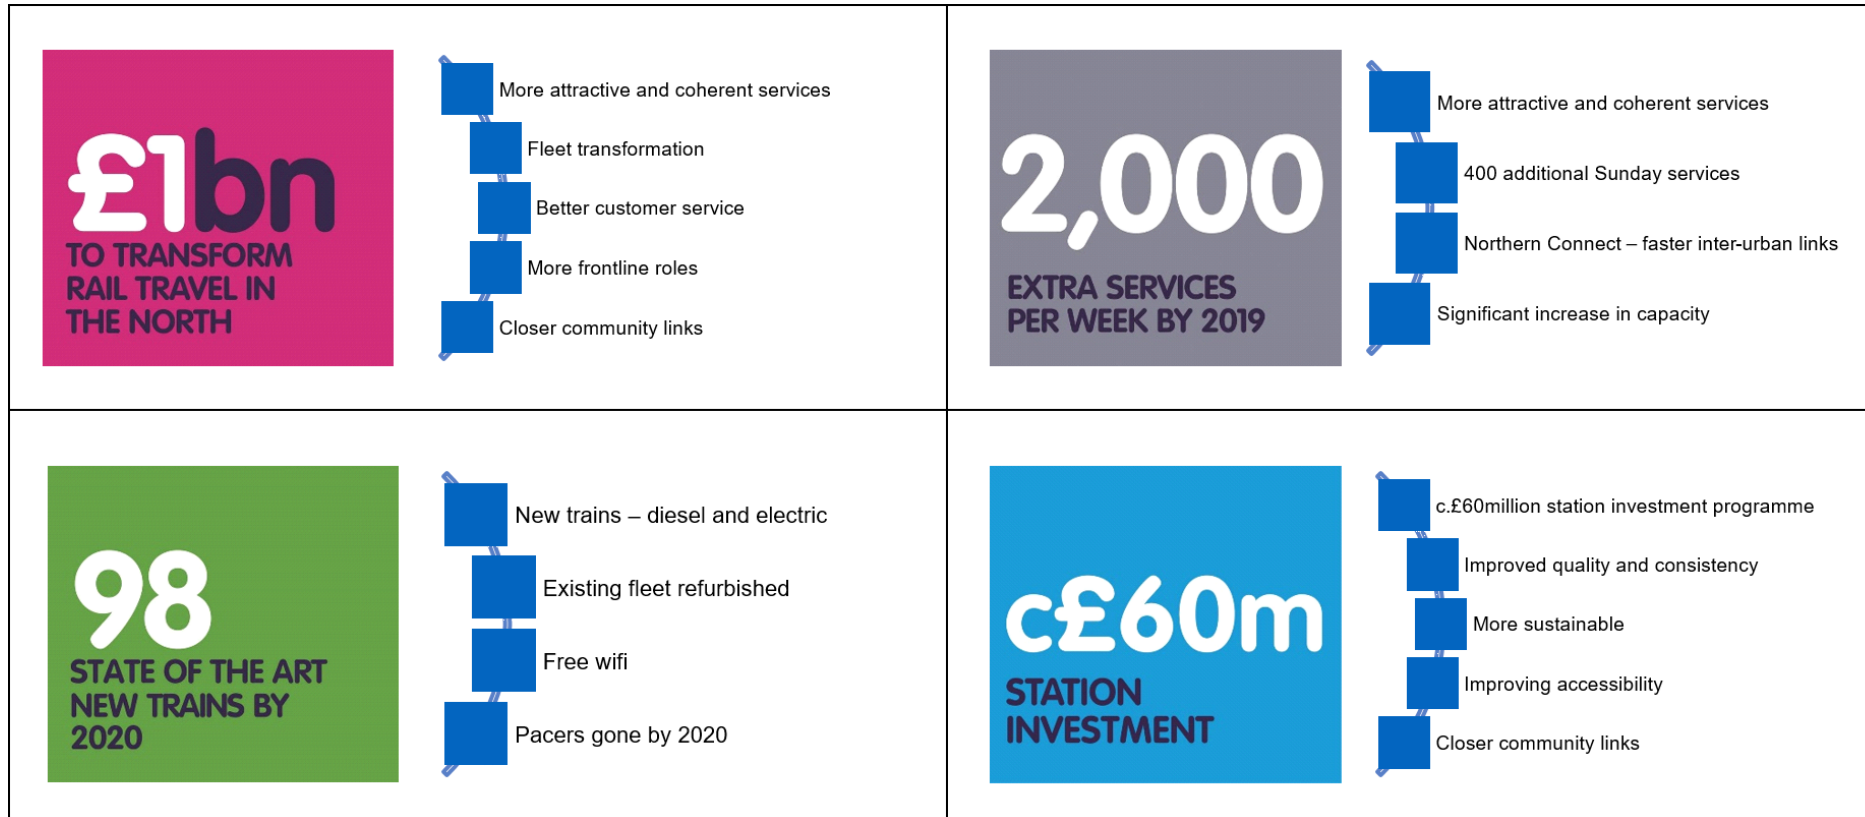 £1bn
TO TRANSFORM
RAIL TRAVEL IN
THE NORTH
More attractive and coherent services
Fleet transformation
Better customer service
More frontline roles
Closer community links
2,000
EXTRA SERVICES
PER WEEK BY 2019
More attractive and coherent services
400 additional Sunday services
Northern Connect – faster inter-urban links
Significant increase in capacity
98
STATE OF THE ART
NEW TRAINS BY
2020
New trains – diesel and electric
Existing fleet refurbished
Free wifi
Pacers gone by 2020
c£60m
STATION
INVESTMENT
c.£60million station investment programme
Improved quality and consistency
More sustainable
Improving accessibility
Closer community links